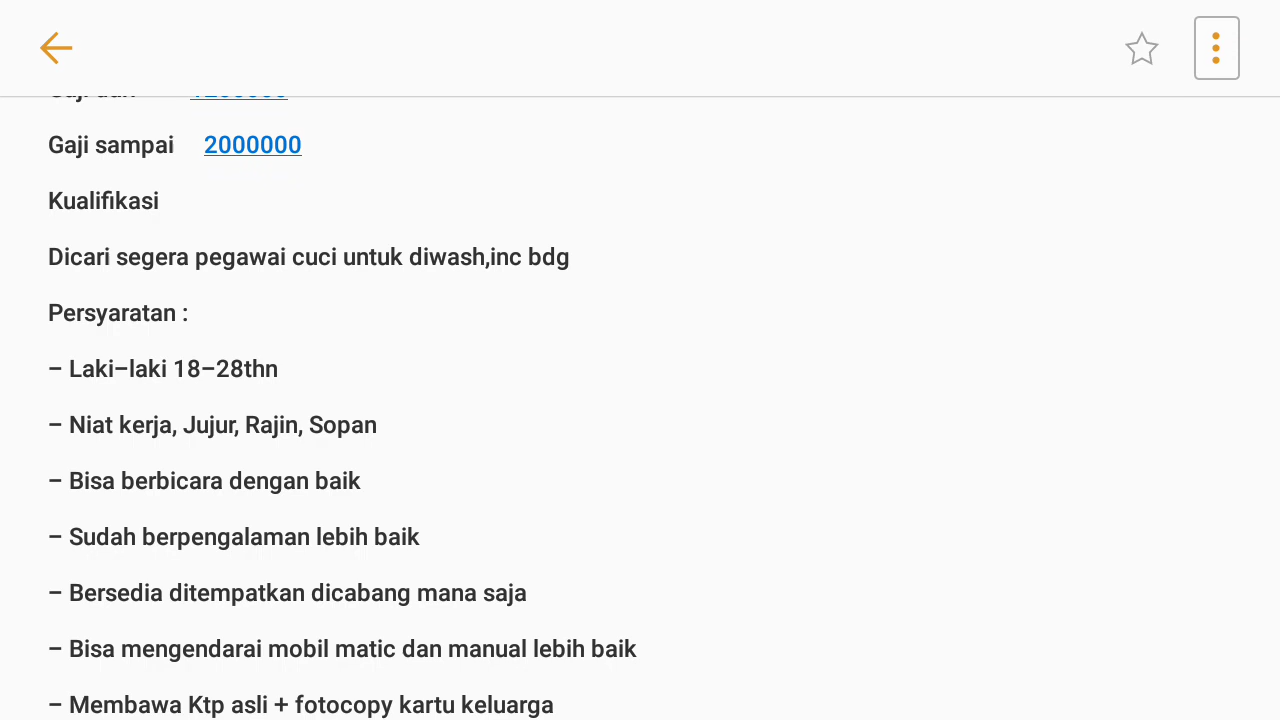 Gaji sampai 2000000
Kualifikasi
Dicari segera pegawai cuci untuk diwash,inc bdg
Persyaratan :
– Laki–laki 18–28thn
– Niat kerja, Jujur, Rajin, Sopan
– Bisa berbicara dengan baik
– Sudah berpengalaman lebih baik
– Bersedia ditempatkan dicabang mana saja
– Bisa mengendarai mobil matic dan manual lebih baik
– Membawa Ktp asli + fotocopy kartu keluarga